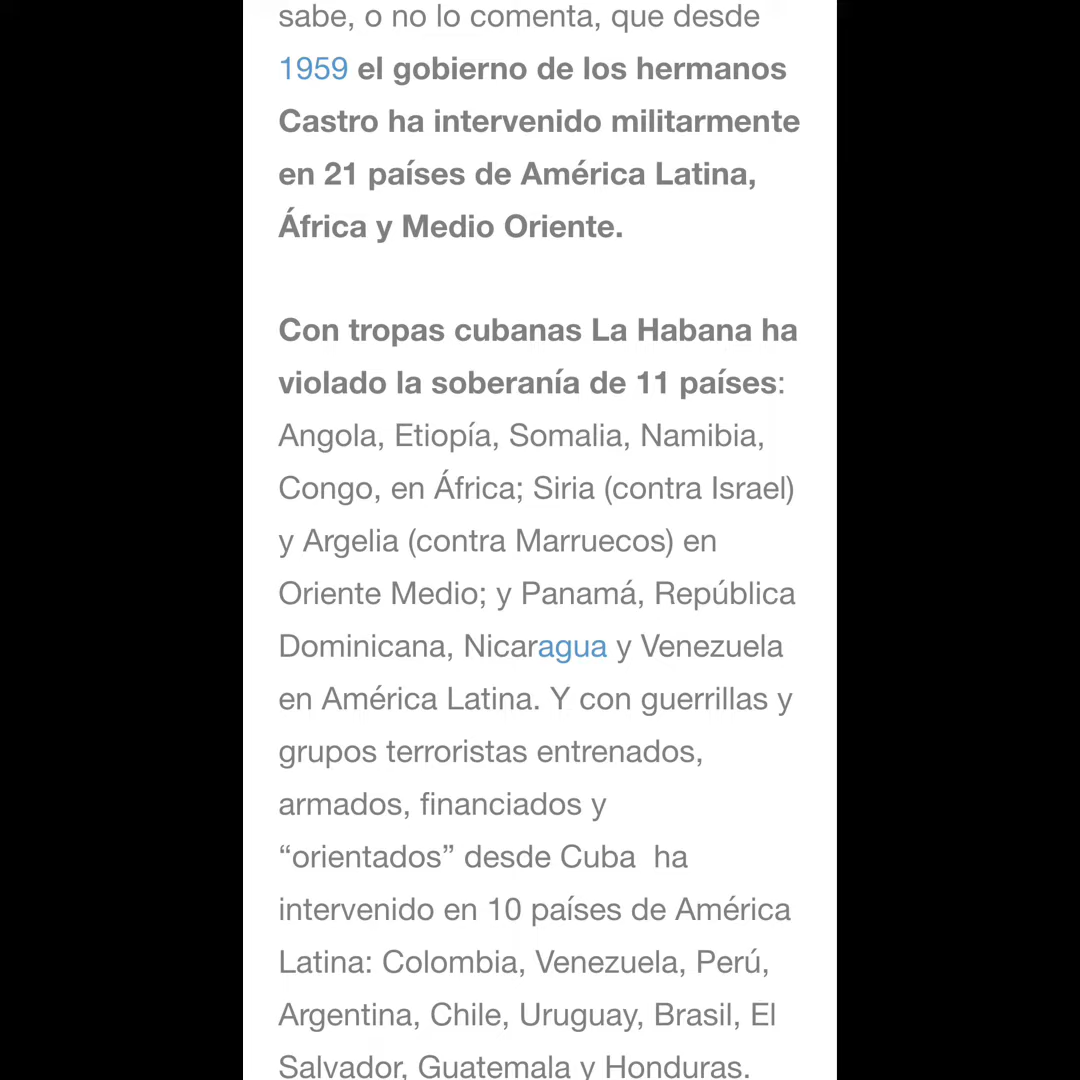 sabe, o no lo comenta, que desde
1959 el gobierno de los hermanos
Castro ha intervenido militarmente
en 21 países de América Latina,
África y Medio Oriente.
Con tropas cubanas La Habana ha
violado la soberanía de 11 países:
Angola, Etiopía, Somalia, Namibia,
Congo, en África; Siria (contra Israel)
y Argelia (contra Marruecos) en
Oriente Medio; y Panamá, República
Dominicana, Nicaragua y Venezuela
en América Latina. Y con guerrillas y
grupos terroristas entrenados,
armados, financiados y
“orientados” desde Cuba  ha
intervenido en 10 países de América
Latina: Colombia, Venezuela, Perú,
Argentina, Chile, Uruguay, Brasil, El
Salvador, Guatemala y Honduras.